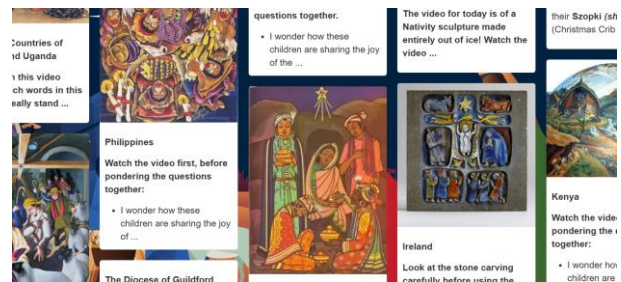 Countries of
nd Uganda
n this video
ch words in this
eally stand ...
Philippines
Watch the video first, before
pondering the questions
together:
• I wonder how these
children are sharing the joy
of ...
The Diocese of Guildford
questions together.
• I wonder how these
children are sharing the joy
of the ...
The video for today is of a
Nativity sculpture made
entirely out of ice! Watch the
video ...
Ireland
Look at the stone carving
carefully before using the
their Szopki (sh
(Christmas Crib
Kenya
Watch the vide
pondering the
together:
• I wonder ho
children are